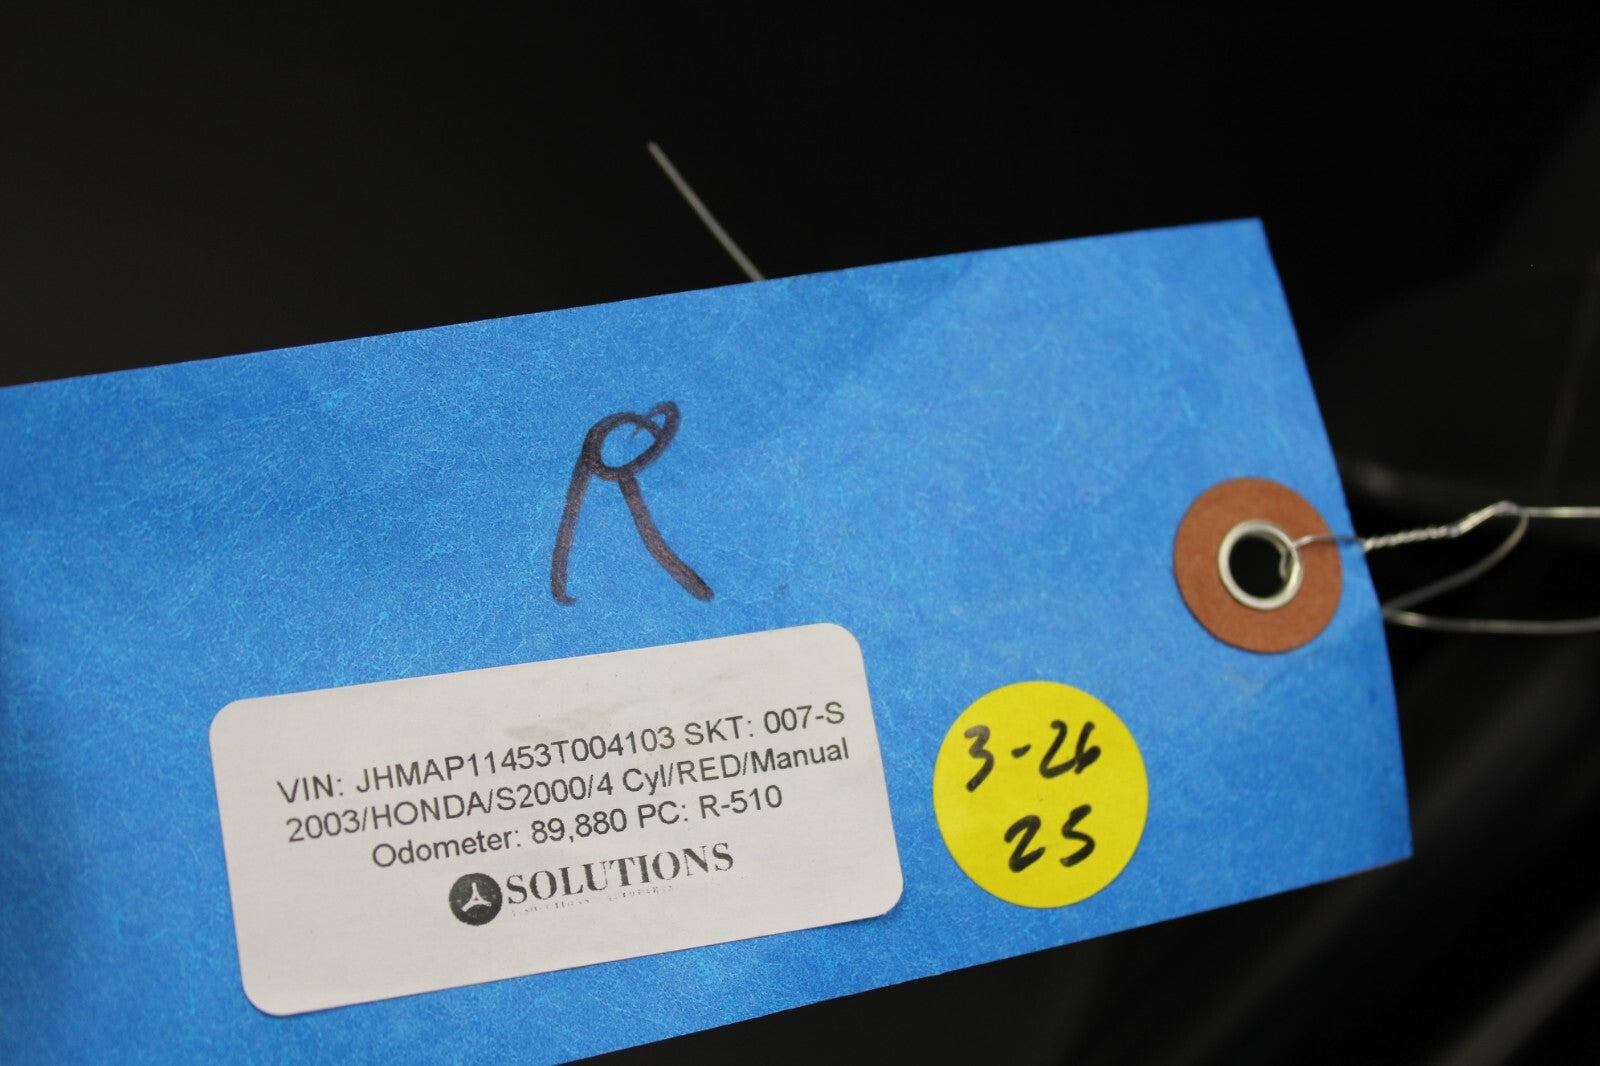 R
VIN: JHMAP11453T004103 SKT: 007-S
2003/HONDA/S2000/4 Cyl/RED/Manual
Odometer: 89,880 PC: R-510
SOLUTIONS
3-26
25